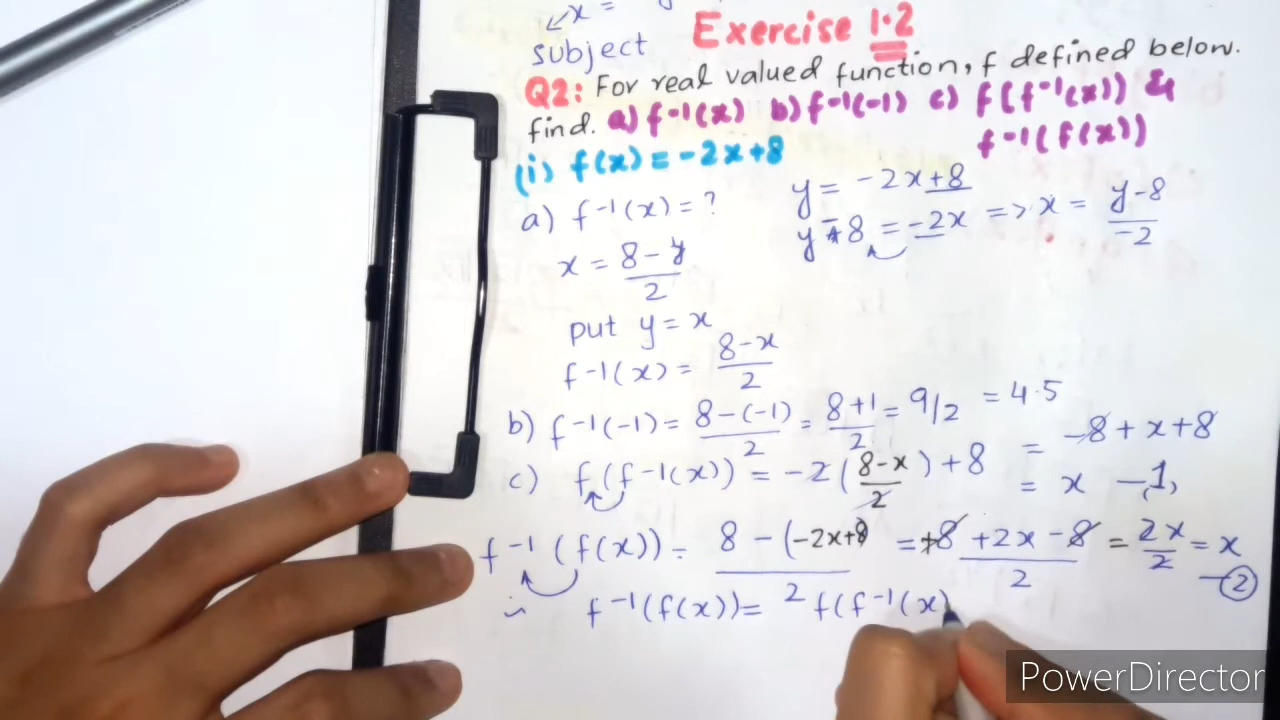 ↙x =
subject Exercise 1.2
Q2: For real valued function, f defined below.
find. a) f⁻¹(x) b) f⁻¹(-1) c) f(f⁻¹(x)) &
f⁻¹(f(x))
(i) f(x) = -2x+8
a) f⁻¹(x) = ?
y = -2x+8
y-8 = -2x => x = y-8/-2
x = 8-y/2
put y = x
f⁻¹(x) = 8-x/2
b) f⁻¹(-1) = 8-(-1)/2 = 8+1/2 = 9/2 = 4.5
c) f(f⁻¹(x)) = -2(8-x/2)+8 = -8+x+8
= x —1,
f⁻¹(f(x)) = 8-(-2x+8)/2 = +8+2x-8/2 = 2x/2 = x
—②
∴ f⁻¹(f(x)) = f(f⁻¹(x)
PowerDirector